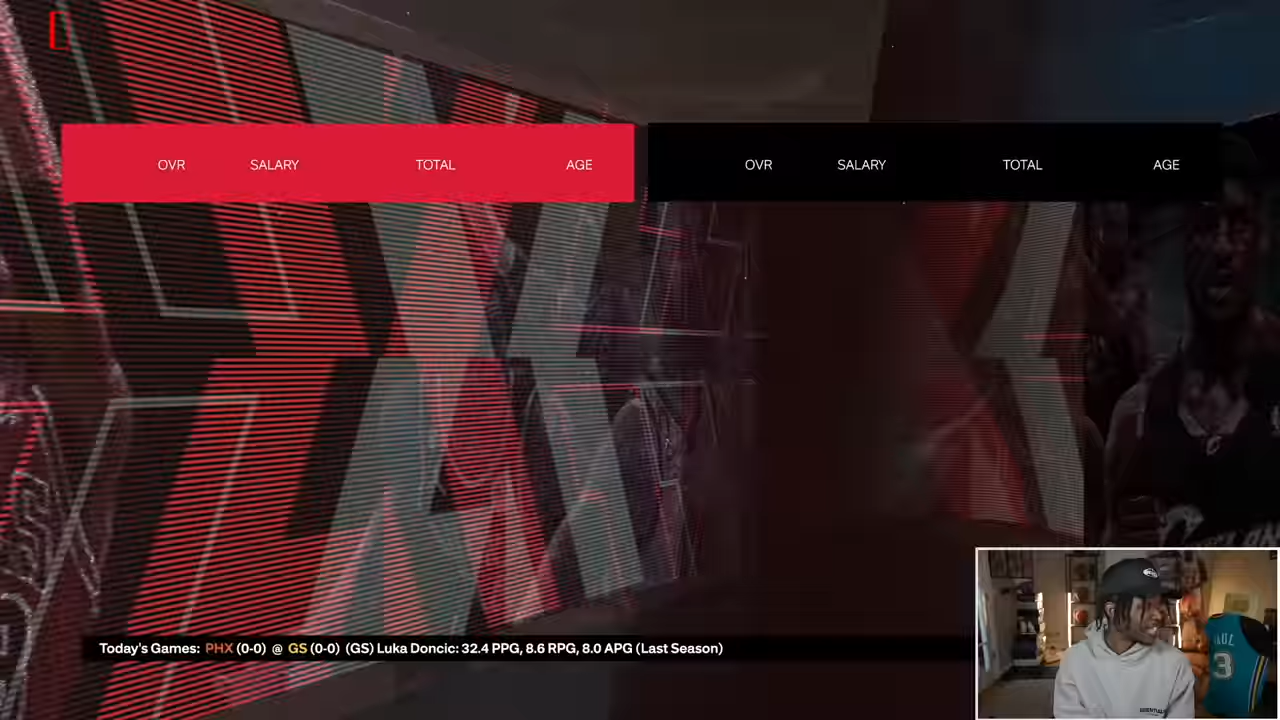 OVR SALARY TOTAL AGE
OVR SALARY TOTAL AGE
Today's Games: PHX (0-0) @ GS (0-0) (GS) Luka Doncic: 32.4 PPG, 8.6 RPG, 8.0 APG (Last Season)
3